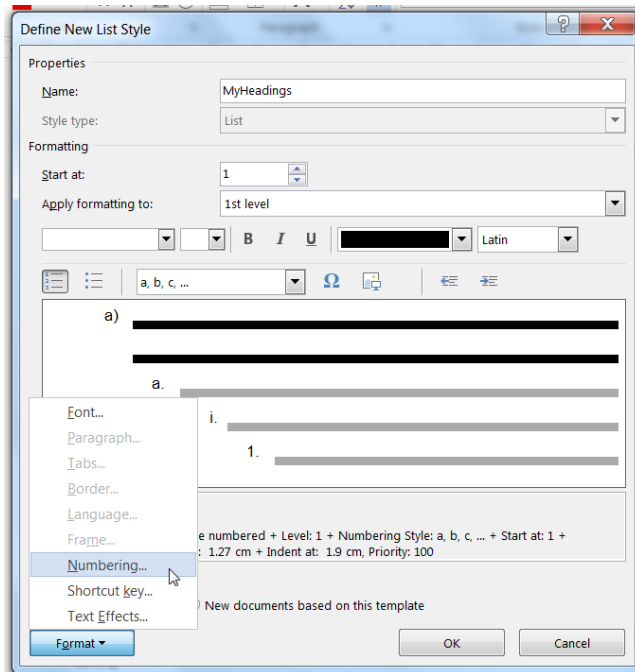 Define New List Style
Properties
Name: MyHeadings
Style type: List
Formatting
Start at: 1
Apply formatting to: 1st level
B I U Latin
a, b, c, ... Ω
a)
a.
i.
1.
Font...
Paragraph...
Tabs...
Border...
Language...
Frame...
Numbering...
Shortcut key...
Text Effects...
e numbered + Level: 1 + Numbering Style: a, b, c, ... + Start at: 1 +
: 1.27 cm + Indent at: 1.9 cm, Priority: 100
New documents based on this template
Format OK Cancel